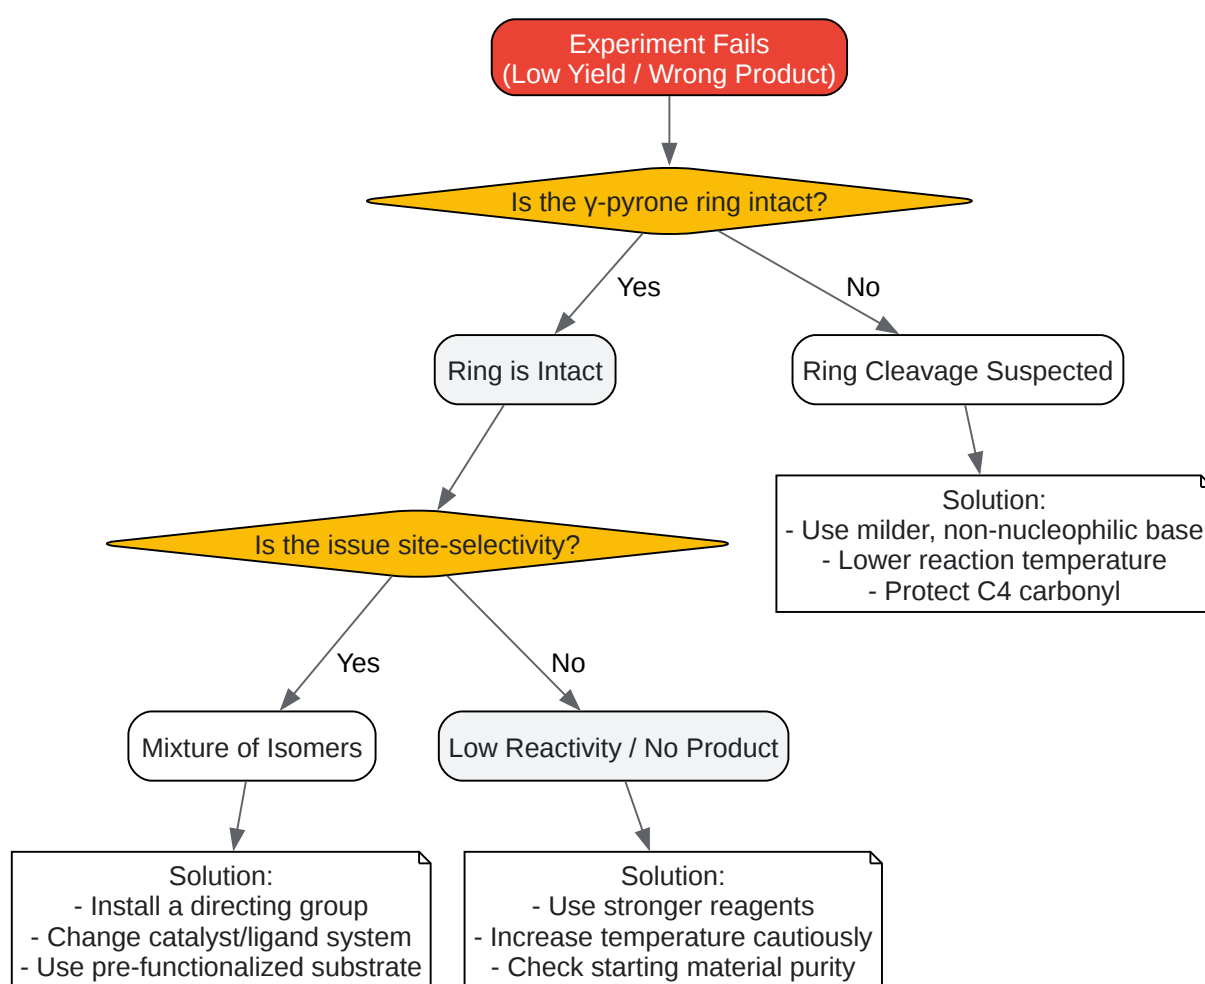 Experiment Fails
(Low Yield / Wrong Product)
Is the γ-pyrone ring intact?
Yes
No
Ring is Intact
Ring Cleavage Suspected
Solution:
- Use milder, non-nucleophilic base
- Lower reaction temperature
- Protect C4 carbonyl
Is the issue site-selectivity?
Yes
No
Mixture of Isomers
Low Reactivity / No Product
Solution:
- Install a directing group
- Change catalyst/ligand system
- Use pre-functionalized substrate
Solution:
- Use stronger reagents
- Increase temperature cautiously
- Check starting material purity